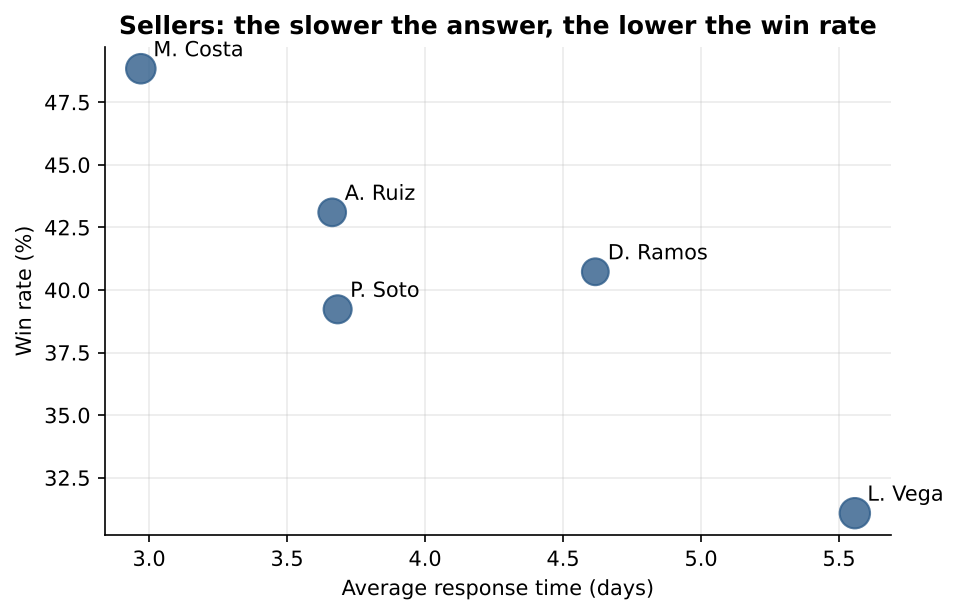 Sellers: the slower the answer, the lower the win rate
M. Costa
47.5
45.0
A. Ruiz
42.5
D. Ramos
40.0
P. Soto
37.5
35.0
32.5
L. Vega
Win rate (%)
3.0 3.5 4.0 4.5 5.0 5.5
Average response time (days)